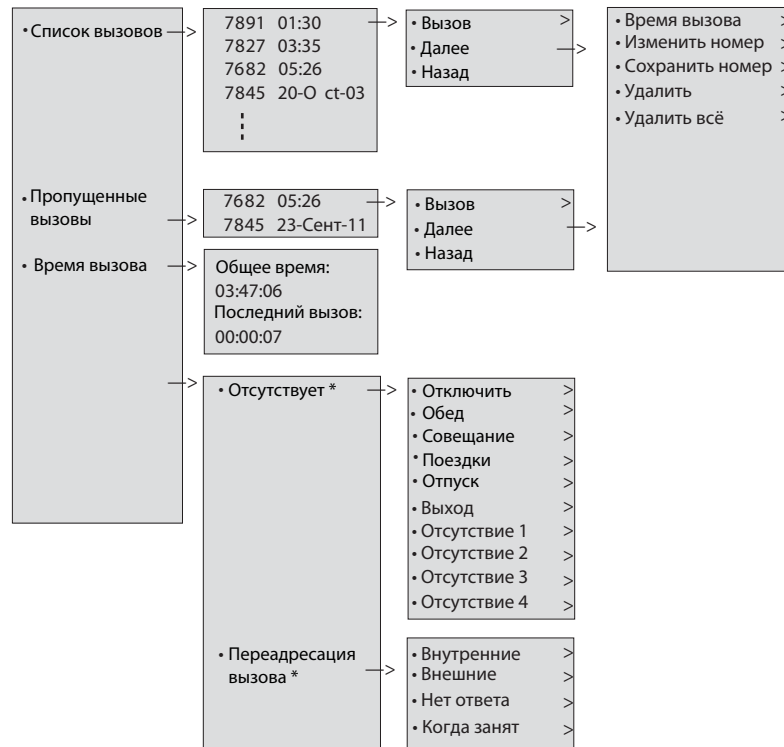 • Список вызовов —>
7891 01:30 —>
7827 03:35
7682 05:26
7845 20-O ct-03
• Вызов >
• Далее —>
• Назад
• Время вызова >
• Изменить номер >
• Сохранить номер >
• Удалить >
• Удалить всё >
• Пропущенные
вызовы —>
7682 05:26 —>
7845 23-Сент-11
• Вызов >
• Далее —>
• Назад
• Время вызова —>
Общее время:
03:47:06
Последний вызов:
00:00:07
—>
• Отсутствует * —>
• Отключить >
• Обед >
• Совещание >
• Поездки >
• Отпуск >
• Выход >
• Отсутствие 1 >
• Отсутствие 2 >
• Отсутствие 3 >
• Отсутствие 4 >
• Переадресация
вызова * —>
• Внутренние >
• Внешние >
• Нет ответа >
• Когда занят >